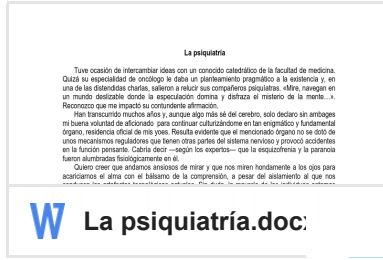 La psiquiatría
Tuve ocasión de intercambiar ideas con un conocido catedrático de la facultad de medicina.
Quizá su especialidad de oncólogo le daba un planteamiento pragmático a la existencia y, en
una de las distendidas charlas, salieron a relucir sus compañeros psiquiatras. «Mire, navegan en
un mundo deslizable donde la especulación domina y disfraza el misterio de la mente…».
Reconozco que me impactó su contundente afirmación.
Han transcurrido muchos años y, aunque algo más sé del cerebro, solo declaro sin ambages
mi buena voluntad de aficionado para continuar culturizándome en tan enigmático y fundamental
órgano, residencia oficial de mis yoes. Resulta evidente que el mencionado órgano no se dotó de
unos mecanismos reguladores que tienen otras partes del sistema nervioso y provocó accidentes
en la función pensante. Cabría decir —según los expertos— que la esquizofrenia y la paranoia
fueron alumbradas fisiológicamente en él.
Quiero creer que andamos ansiosos de mirar y que nos miren hondamente a los ojos para
acariciarnos el alma con el bálsamo de la comprensión, a pesar del aislamiento al que nos
La psiquiatría.doc